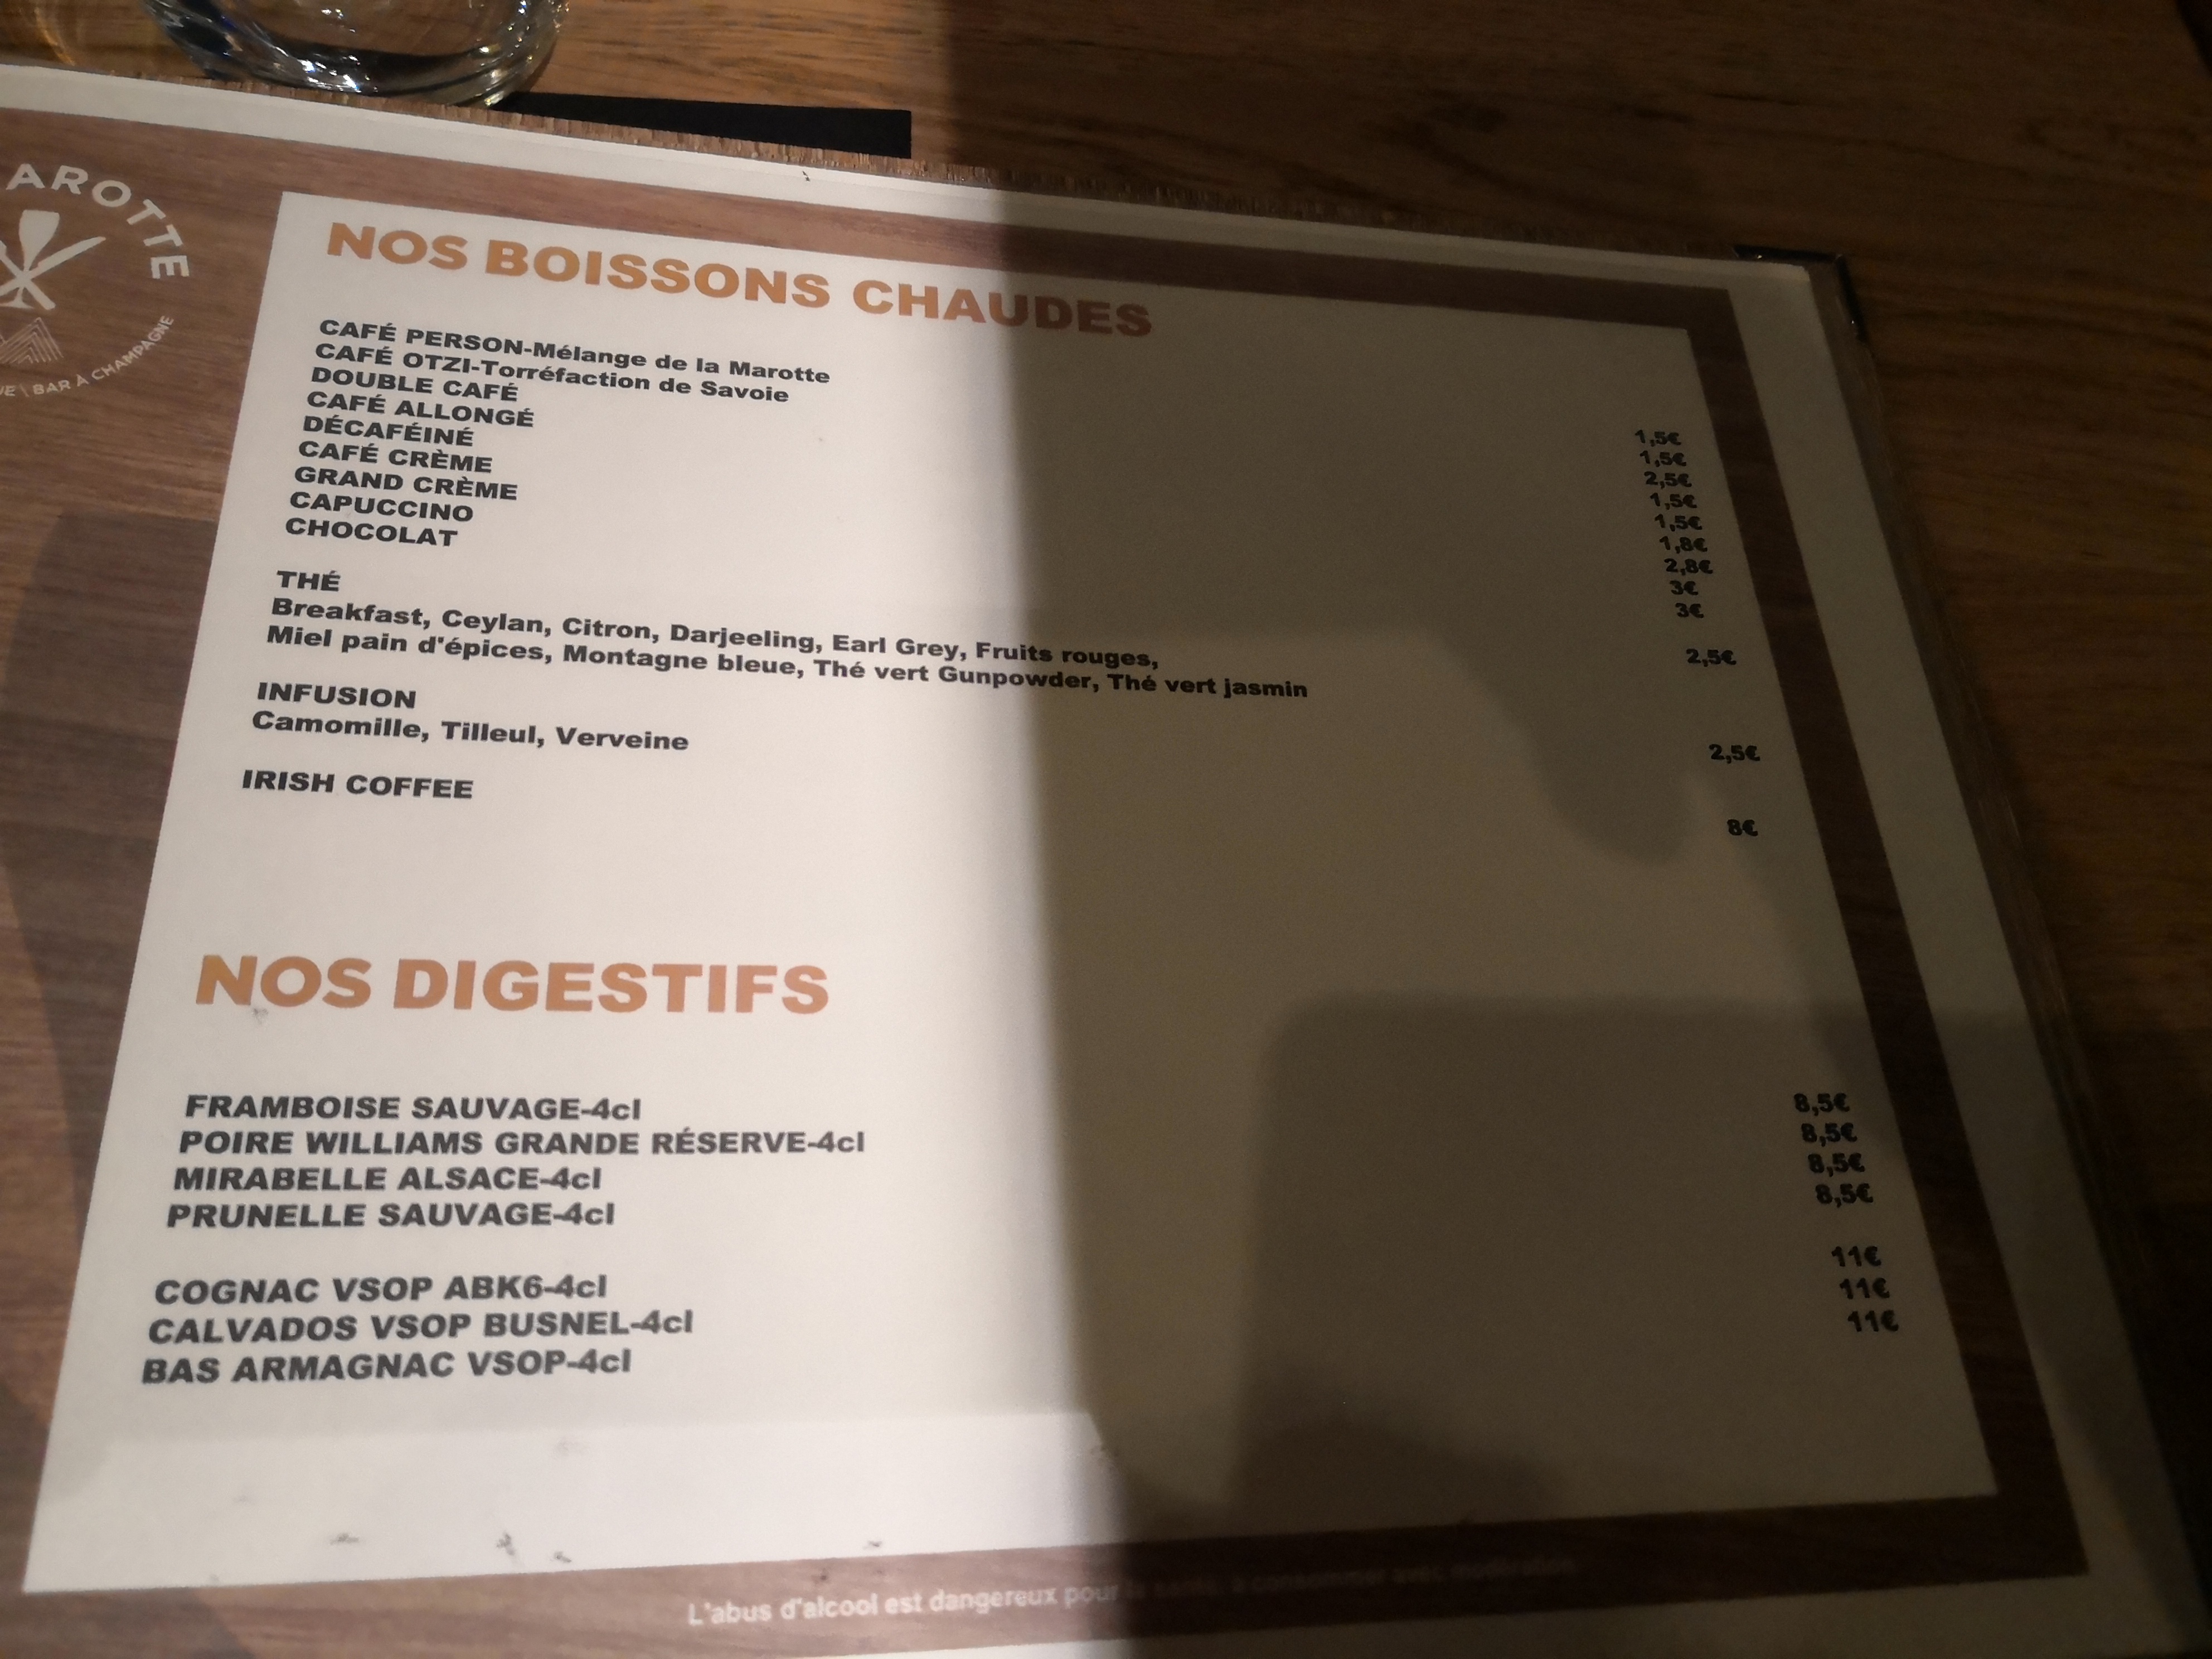 AROTTE
BAR À CHAMPAGNE
NOS BOISSONS CHAUDES
CAFÉ PERSON-Mélange de la Marotte 1,5€
CAFÉ OTZI-Torréfaction de Savoie 1,5€
DOUBLE CAFÉ 2,5€
CAFÉ ALLONGÉ 1,5€
DÉCAFÉINÉ 1,5€
CAFÉ CRÈME 1,8€
GRAND CRÈME 2,8€
CAPUCCINO 3€
CHOCOLAT 3€
THÉ 2,5€
Breakfast, Ceylan, Citron, Darjeeling, Earl Grey, Fruits rouges,
Miel pain d'épices, Montagne bleue, Thé vert Gunpowder, Thé vert jasmin
INFUSION 2,5€
Camomille, Tilleul, Verveine
IRISH COFFEE 8€
NOS DIGESTIFS
FRAMBOISE SAUVAGE-4cl 8,5€
POIRE WILLIAMS GRANDE RÉSERVE-4cl 8,5€
MIRABELLE ALSACE-4cl 8,5€
PRUNELLE SAUVAGE-4cl 8,5€
COGNAC VSOP ABK6-4cl 11€
CALVADOS VSOP BUSNEL-4cl 11€
BAS ARMAGNAC VSOP-4cl 11€
L'abus d'alcool est dangereux pour la santé, à consommer avec modération